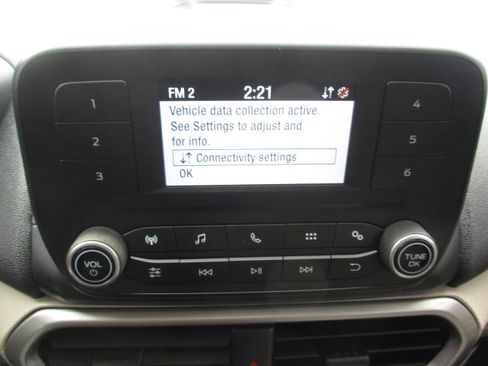 FM 2 2:21
Vehicle data collection active.
See Settings to adjust and
for info.
Connectivity settings
OK
1
2
3
4
5
6
VOL
TUNE
OK